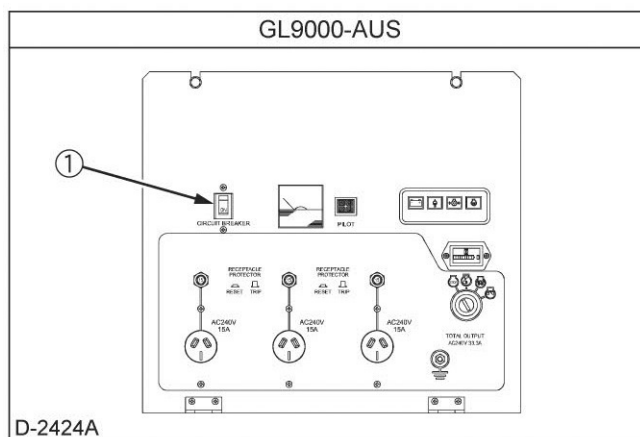 GL9000-AUS
1
CIRCUIT BREAKER
PILOT
RECEPTACLE PROTECTOR
RESET TRIP
RECEPTACLE PROTECTOR
RESET TRIP
AC240V 15A
AC240V 15A
AC240V 15A
TOTAL OUTPUT
AC240V 33.3A
D-2424A